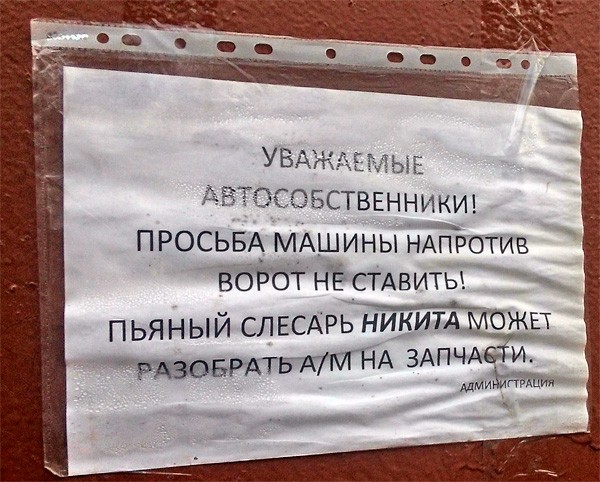 УВАЖАЕМЫЕ
АВТОСОБСТВЕННИКИ!
ПРОСЬБА МАШИНЫ НАПРОТИВ
ВОРОТ НЕ СТАВИТЬ!
ПЬЯНЫЙ СЛЕСАРЬ НИКИТА МОЖЕТ
РАЗОБРАТЬ А/М НА ЗАПЧАСТИ.
АДМИНИСТРАЦИЯ